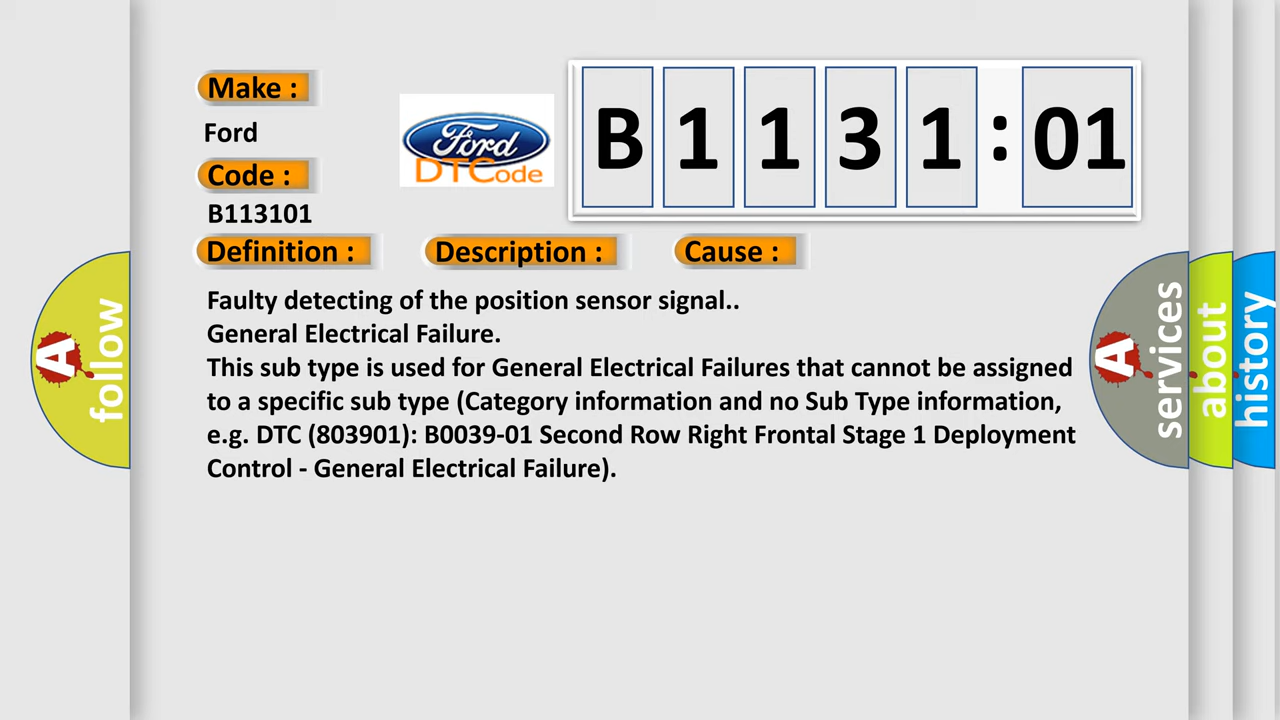 Make :
Ford
Code :
B113101
Ford
DTCode
B 1 1 3 1 : 01
Definition :
Description :
Cause :
Faulty detecting of the position sensor signal..
General Electrical Failure.
This sub type is used for General Electrical Failures that cannot be assigned
to a specific sub type (Category information and no Sub Type information,
e.g. DTC (803901): B0039-01 Second Row Right Frontal Stage 1 Deployment
Control - General Electrical Failure).
A
follow
A
services
about
history